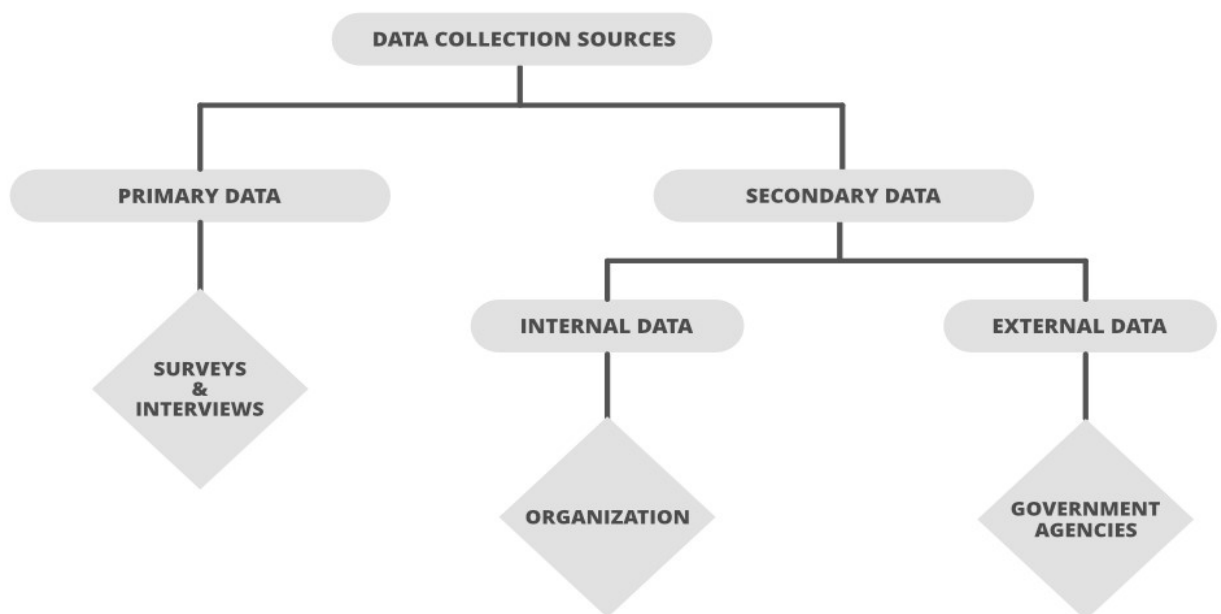 DATA COLLECTION SOURCES
PRIMARY DATA
SECONDARY DATA
INTERNAL DATA
EXTERNAL DATA
SURVEYS
&
INTERVIEWS
ORGANIZATION
GOVERNMENT
AGENCIES